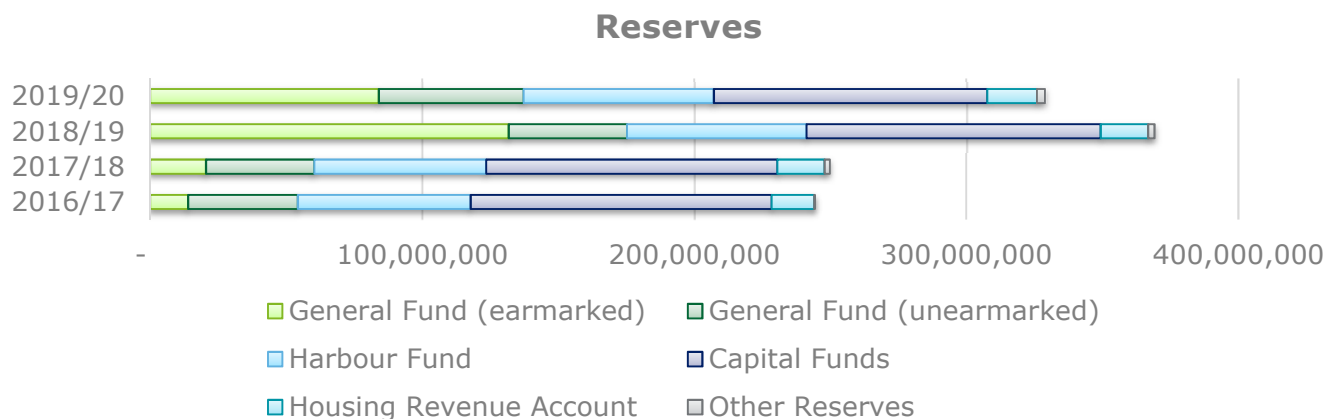 Reserves
2019/20
2018/19
2017/18
2016/17
- 100,000,000 200,000,000 300,000,000 400,000,000
General Fund (earmarked) General Fund (unearmarked)
Harbour Fund Capital Funds
Housing Revenue Account Other Reserves